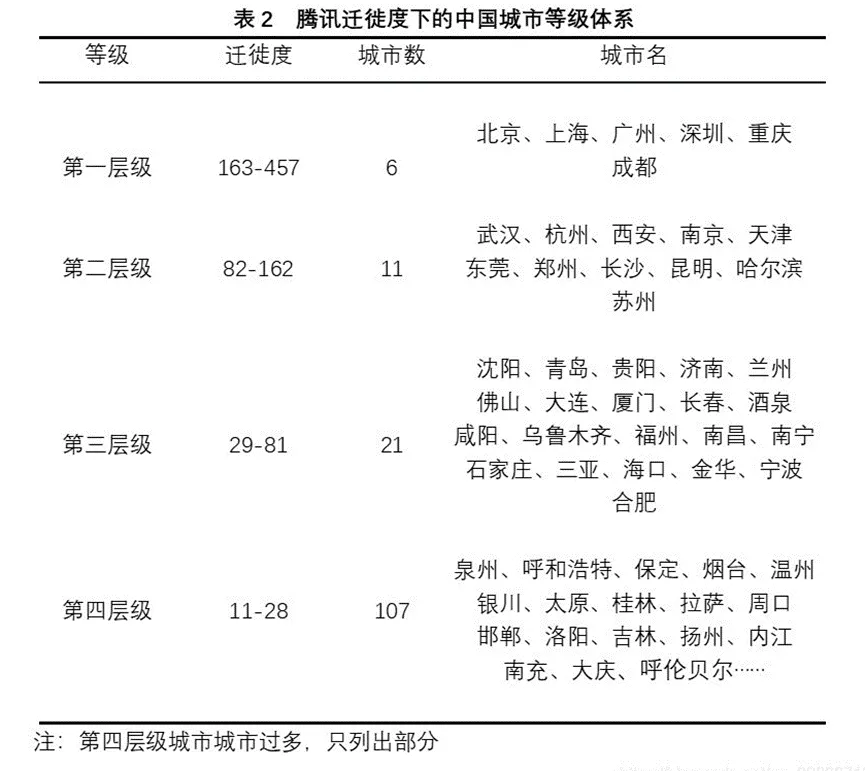 表2 腾讯迁徙度下的中国城市等级体系
等级 迁徙度 城市数 城市名
北京、上海、广州、深圳、重庆
第一层级 163-457 6 成都
武汉、杭州、西安、南京、天津
第二层级 82-162 11 东莞、郑州、长沙、昆明、哈尔滨
苏州
沈阳、青岛、贵阳、济南、兰州
佛山、大连、厦门、长春、酒泉
第三层级 29-81 21 咸阳、乌鲁木齐、福州、南昌、南宁
石家庄、三亚、海口、金华、宁波
合肥
泉州、呼和浩特、保定、烟台、温州
第四层级 11-28 107 银川、太原、桂林、拉萨、周口
邯郸、洛阳、吉林、扬州、内江
南充、大庆、呼伦贝尔……
注：第四层级城市城市过多，只列出部分